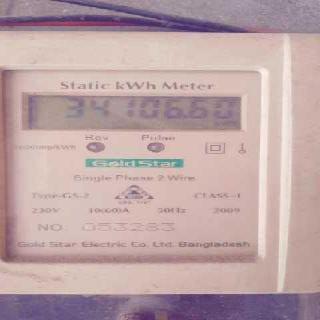 Static kWh Meter
34106.60
Rev Pulse
Gold Star
Single Phase 2 Wire
Type-GS-2 CLASS-1
230V 10(60)A 50Hz 2009
NO. 053283
Gold Star Electric Co. Ltd. Bangladesh